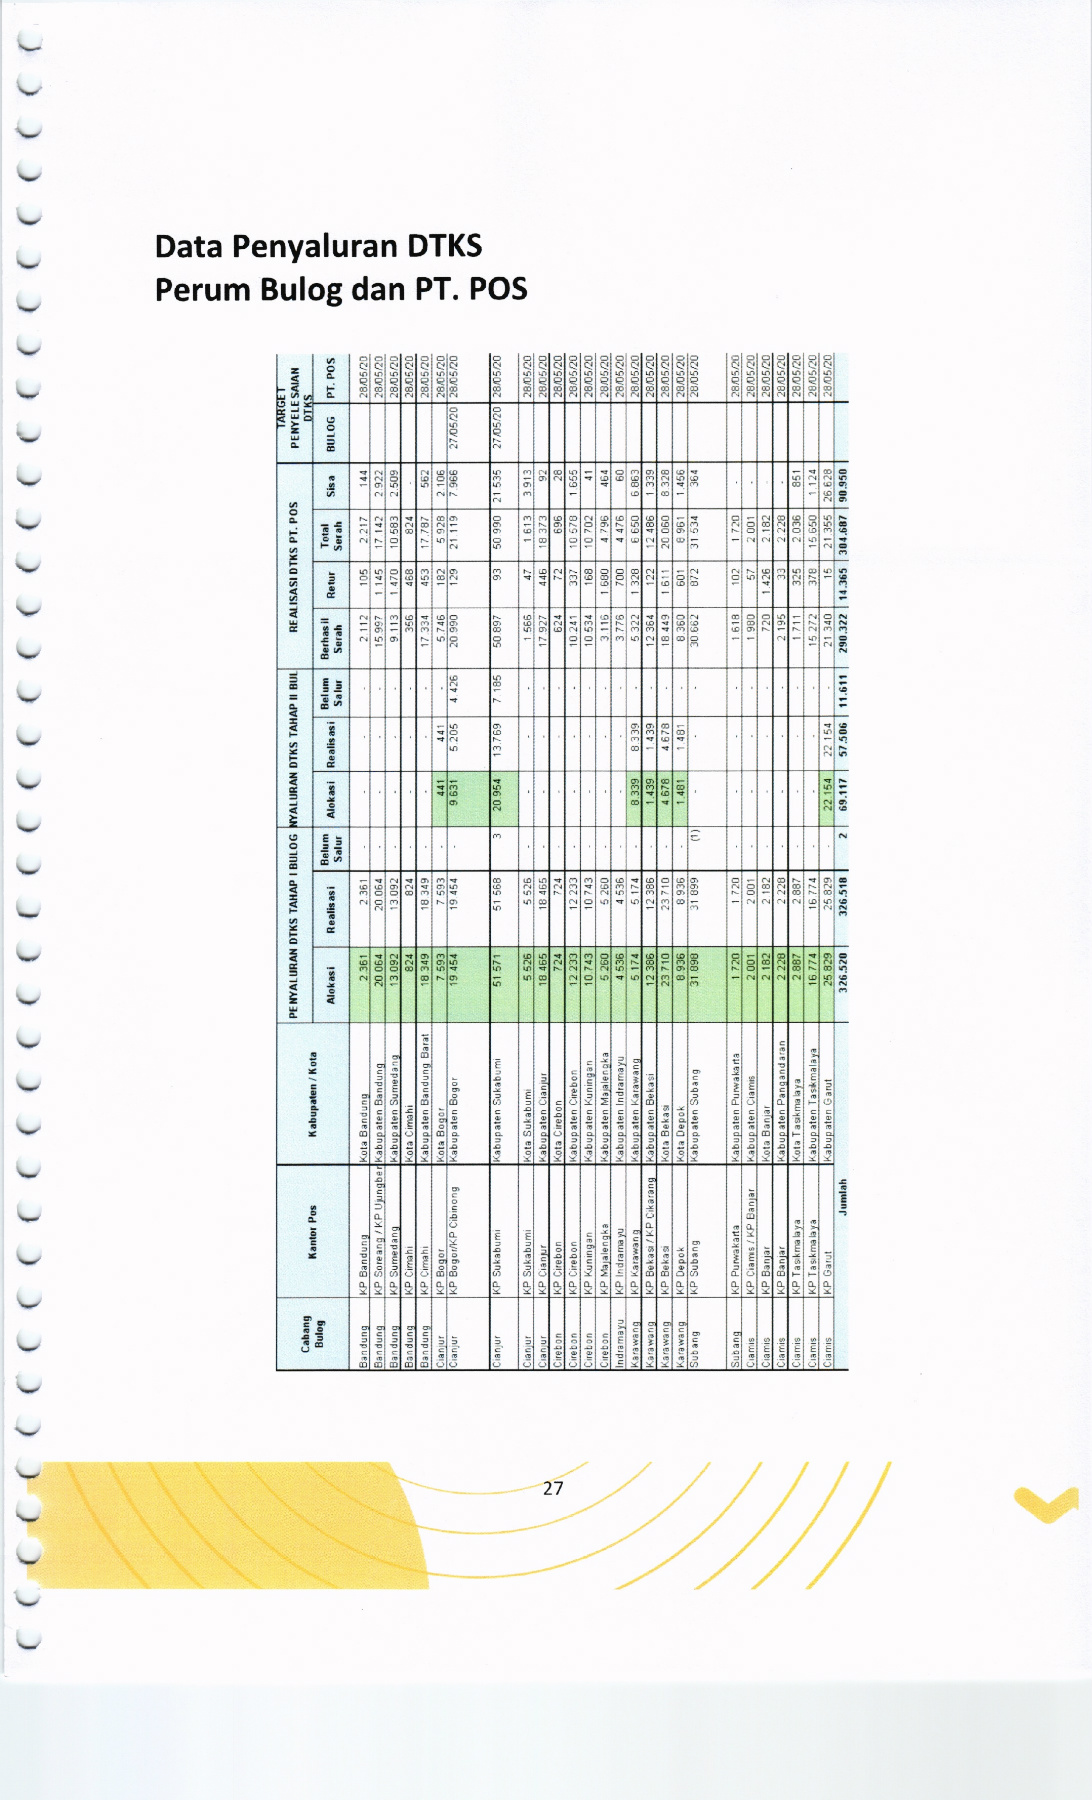 Data Penyaluran DTKS
Perum Bulog dan PT. POS
Cabang Bulog Kantor Pos Kabupaten / Kota PENYALURAN DTKS TAHAP I BULOG NYALURAN DTKS TAHAP II BUL REALISASI DTKS PT. POS TARGET PENYELESAIAN DTKS
Alokasi Realisasi Belum Salur Alokasi Realisasi Belum Salur Berhasil Serah Retur Total Serah Sisa BULOG PT. POS
Bandung KP Bandung Kota Bandung 2 361 2 361 - - - - 2 112 105 2 217 144 28/05/20
Bandung KP Soreang / KP Ujungber Kabupaten Bandung 20 064 20 064 - - - - 15 997 1 145 17 142 2 922 28/05/20
Bandung KP Sumedang Kabupaten Sumedang 13 092 13 092 - - - - 9 113 1 470 10 583 2 509 28/05/20
Bandung KP Cimahi Kota Cimahi 824 824 - - - - 356 468 824 - 28/05/20
Bandung KP Cimahi Kabupaten Bandung Barat 18 349 18 349 - - - - 17 334 453 17 787 562 28/05/20
Cianjur KP Bogor Kota Bogor 7 593 7 593 - 441 441 - 5 746 182 5 928 2 106 28/05/20
Cianjur KP Bogor/KP Cibinong Kabupaten Bogor 19 454 19 454 - 9 631 5 205 4 426 20 990 129 21 119 7 966 27/05/20 28/05/20
Cianjur KP Sukabumi Kabupaten Sukabumi 51 571 51 568 3 20 954 13 769 7 185 50 897 93 50 990 21 535 27/05/20 28/05/20
Cianjur KP Sukabumi Kota Sukabumi 5 526 5 526 - - - - 1 566 47 1 613 3 913 28/05/20
Cianjur KP Cianjur Kabupaten Cianjur 18 465 18 465 - - - - 17 927 446 18 373 92 28/05/20
Cirebon KP Cirebon Kota Cirebon 724 724 - - - - 624 72 696 28 28/05/20
Cirebon KP Cirebon Kabupaten Cirebon 12 233 12 233 - - - - 10 241 337 10 578 1 655 28/05/20
Cirebon KP Kuningan Kabupaten Kuningan 10 743 10 743 - - - - 10 534 168 10 702 41 28/05/20
Cirebon KP Majalengka Kabupaten Majalengka 5 260 5 260 - - - - 3 116 1 680 4 796 464 28/05/20
Indramayu KP Indramayu Kabupaten Indramayu 4 536 4 536 - - - - 3 776 700 4 476 60 28/05/20
Karawang KP Karawang Kabupaten Karawang 5 174 5 174 - 8 339 8 339 - 5 322 1 328 6 650 6 863 28/05/20
Karawang KP Bekasi / KP Cikarang Kabupaten Bekasi 12 386 12 386 - 1 439 1 439 - 12 364 122 12 486 1 339 28/05/20
Karawang KP Bekasi Kota Bekasi 23 710 23 710 - 4 678 4 678 - 18 449 1 611 20 060 8 328 28/05/20
Karawang KP Depok Kota Depok 8 936 8 936 - 1 481 1 481 - 8 360 601 8 961 1 456 28/05/20
Subang KP Subang Kabupaten Subang 31 898 31 899 (1) - - - 30 662 872 31 534 364 28/05/20
Subang KP Purwakarta Kabupaten Purwakarta 1 720 1 720 - - - - 1 618 102 1 720 - 28/05/20
Ciamis KP Ciamis / KP Banjar Kabupaten Ciamis 2 001 2 001 - - - - 1 980 57 2 001 - 28/05/20
Ciamis KP Banjar Kota Banjar 2 182 2 182 - - - - 720 1 426 2 182 - 28/05/20
Ciamis KP Banjar Kabupaten Pangandaran 2 228 2 228 - - - - 2 195 33 2 228 - 28/05/20
Ciamis KP Tasikmalaya Kota Tasikmalaya 2 887 2 887 - - - - 1 711 325 2 036 851 28/05/20
Ciamis KP Tasikmalaya Kabupaten Tasikmalaya 16 774 16 774 - - - - 15 272 378 15 650 1 124 28/05/20
Ciamis KP Garut Kabupaten Garut 25 829 25 829 - 22 154 22 154 - 21 340 15 21 355 26 628 28/05/20
Jumlah 326.520 326.518 2 69.117 57.506 11.611 290.322 14.365 304.687 90.950
27